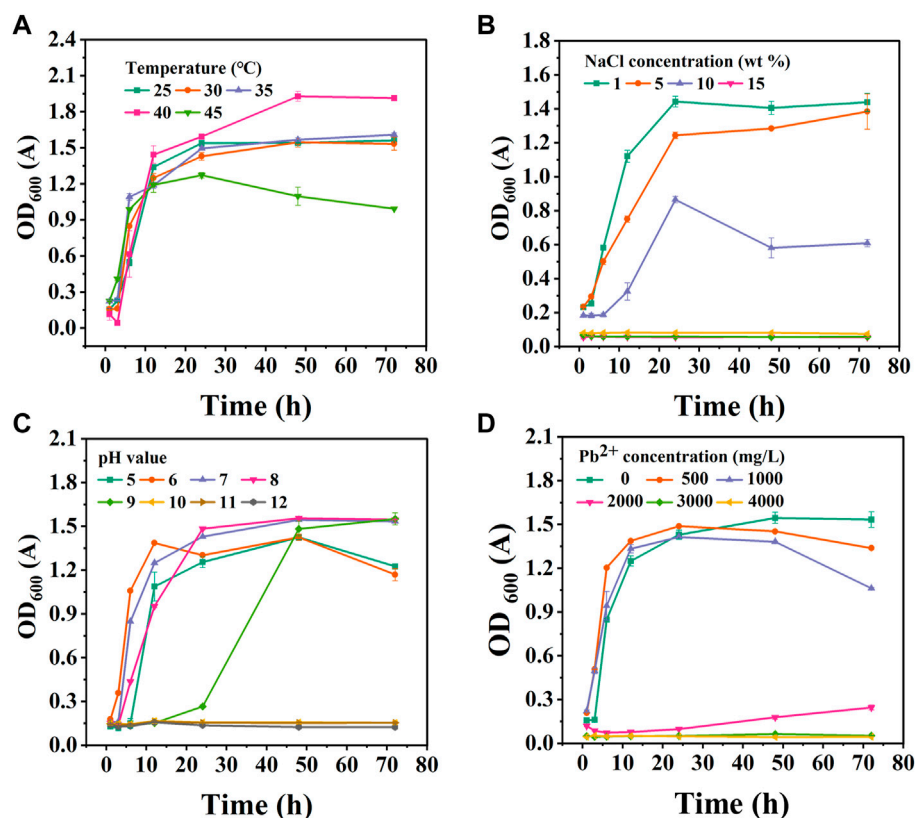 A
2.4
2.1
1.8
1.5
1.2
0.9
0.6
0.3
0.0
OD600 (A)
Temperature (℃)
25 30 35
40 45
0 10 20 30 40 50 60 70 80
Time (h)
B
1.8
1.6
1.4
1.2
1.0
0.8
0.6
0.4
0.2
0.0
OD600 (A)
NaCl concentration (wt %)
1 5 10 15
0 10 20 30 40 50 60 70 80
Time (h)
C
2.1
1.8
1.5
1.2
0.9
0.6
0.3
0.0
OD600 (A)
pH value
5 6 7 8
9 10 11 12
0 10 20 30 40 50 60 70 80
Time (h)
D
2.1
1.8
1.5
1.2
0.9
0.6
0.3
0.0
OD 600 (A)
Pb2+ concentration (mg/L)
0 500 1000
2000 3000 4000
0 10 20 30 40 50 60 70 80
Time (h)